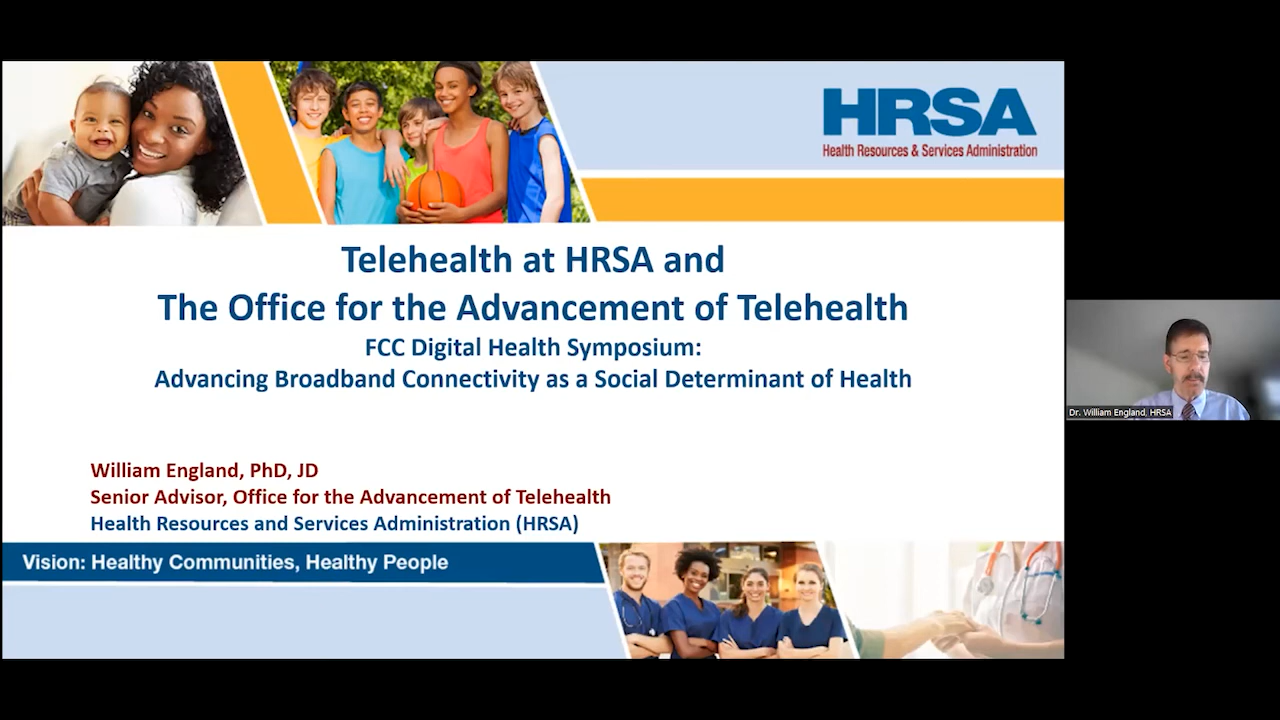 HRSA
Health Resources & Services Administration
Telehealth at HRSA and
The Office for the Advancement of Telehealth
FCC Digital Health Symposium:
Advancing Broadband Connectivity as a Social Determinant of Health
William England, PhD, JD
Senior Advisor, Office for the Advancement of Telehealth
Health Resources and Services Administration (HRSA)
Vision: Healthy Communities, Healthy People
Dr. William England, HRSA